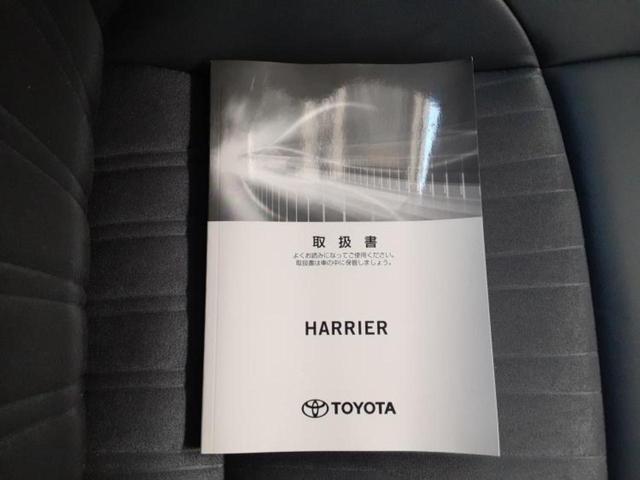 取扱書
よくお読みになってご使用ください。
取扱書は車の中に保管しましょう。
HARRIER
TOYOTA